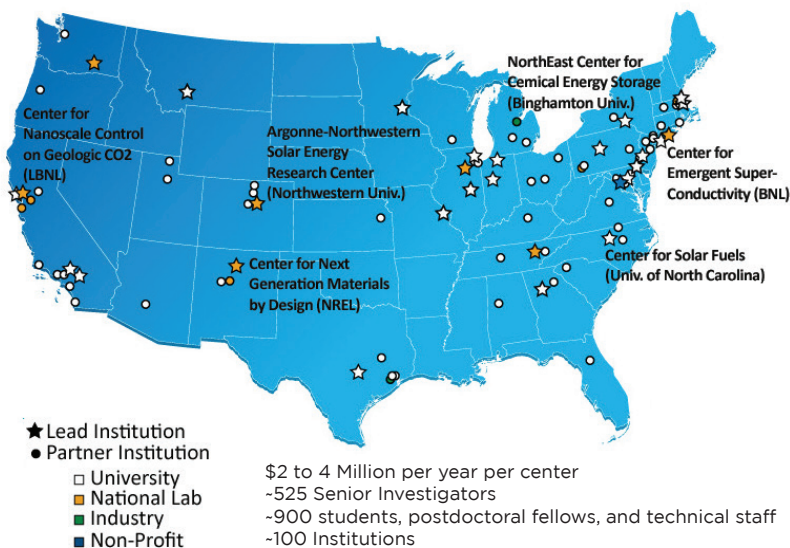 NorthEast Center for
Cemical Energy Storage
(Binghamton Univ.)
Center for
Nanoscale Control
on Geologic CO2
(LBNL)
Argonne-Northwestern
Solar Energy
Research Center
(Northwestern Univ.)
Center for
Emergent Super-
Conductivity (BNL)
Center for Solar Fuels
(Univ. of North Carolina)
Center for Next
Generation Materials
by Design (NREL)
Lead Institution
Partner Institution
University
National Lab
Industry
Non-Profit
$2 to 4 Million per year per center
~525 Senior Investigators
~900 students, postdoctoral fellows, and technical staff
~100 Institutions